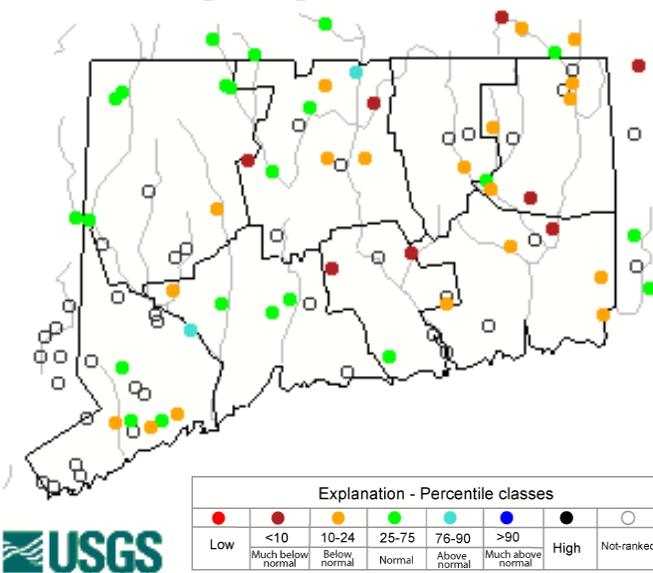 Explanation - Percentile classes
Low
<10
10-24
25-75
76-90
>90
High
Not-ranked
Much below normal
Below normal
Normal
Above normal
Much above normal
USGS